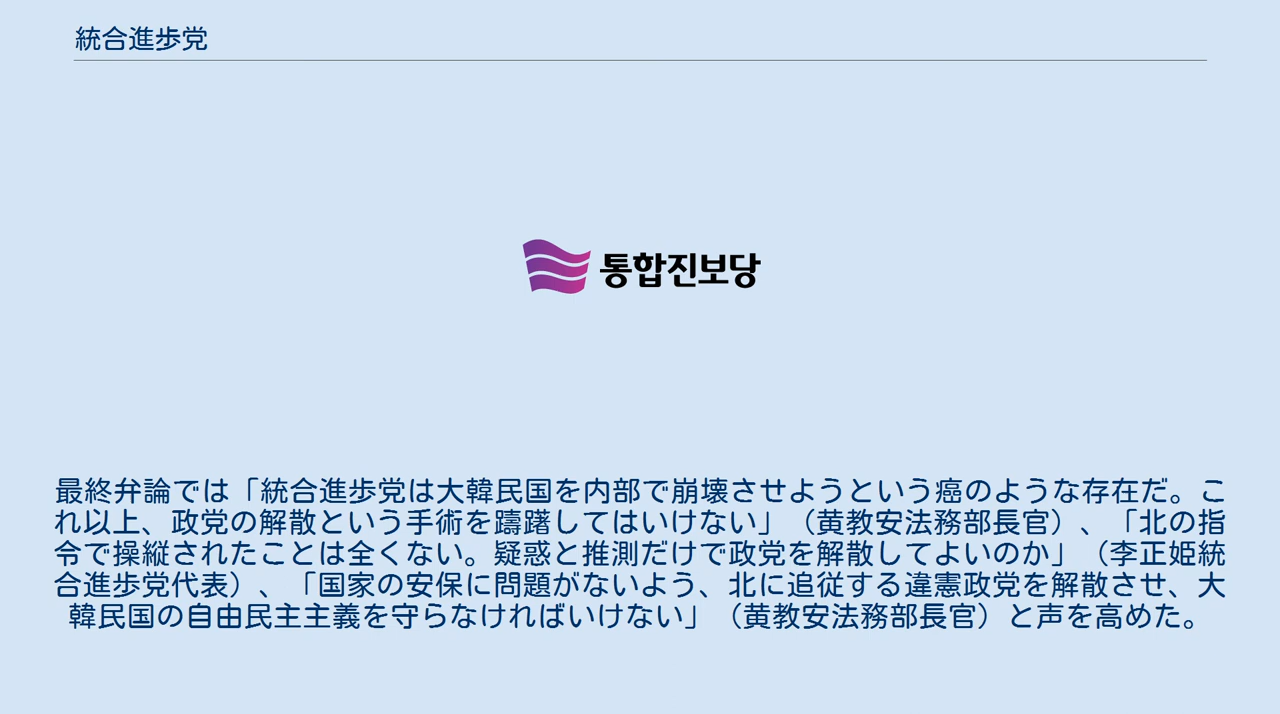 統合進歩党
통합진보당
最終弁論では「統合進歩党は大韓民国を内部で崩壊させようという癌のような存在だ。こ
れ以上、政党の解散という手術を躊躇してはいけない」（黄教安法務部長官）、「北の指
令で操縦されたことは全くない。疑惑と推測だけで政党を解散してよいのか」（李正姫統
合進歩党代表）、「国家の安保に問題がないよう、北に追従する違憲政党を解散させ、大
韓民国の自由民主主義を守らなければいけない」（黄教安法務部長官）と声を高めた。